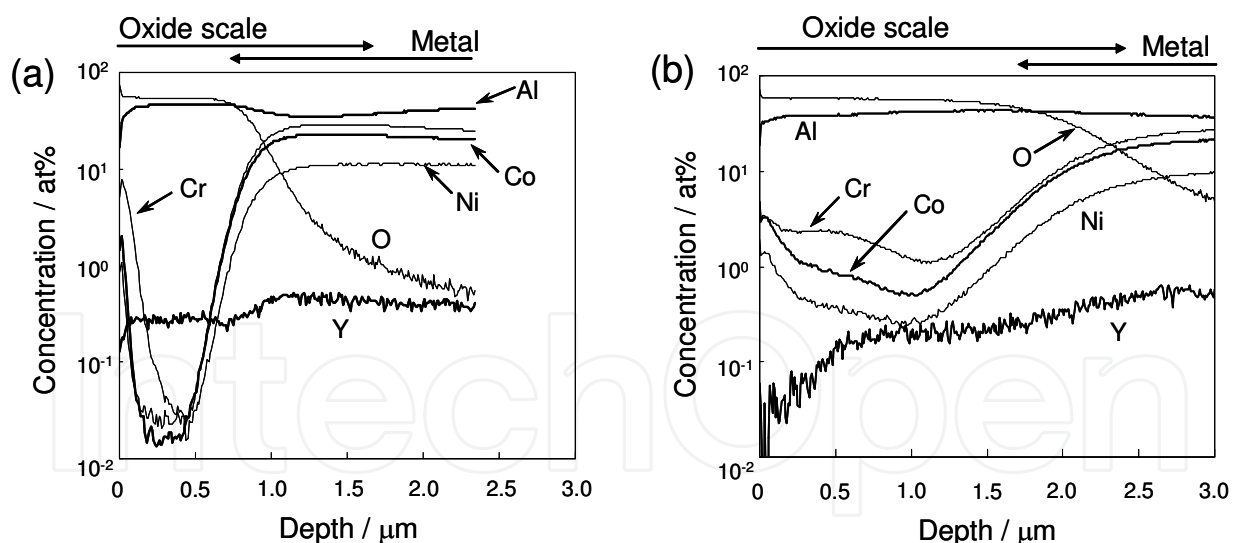 Oxide scale
Metal
(a)
10²
10¹
10⁰
10⁻¹
10⁻²
Concentration / at%
Al
Cr
Co
Ni
O
Y
0 0.5 1.0 1.5 2.0 2.5 3.0
Depth / μm
Oxide scale
Metal
(b)
10²
10¹
10⁰
10⁻¹
10⁻²
Concentration / at%
Al
O
Cr
Co
Ni
Y
0 0.5 1.0 1.5 2.0 2.5 3.0
Depth / μm
IntechOpen